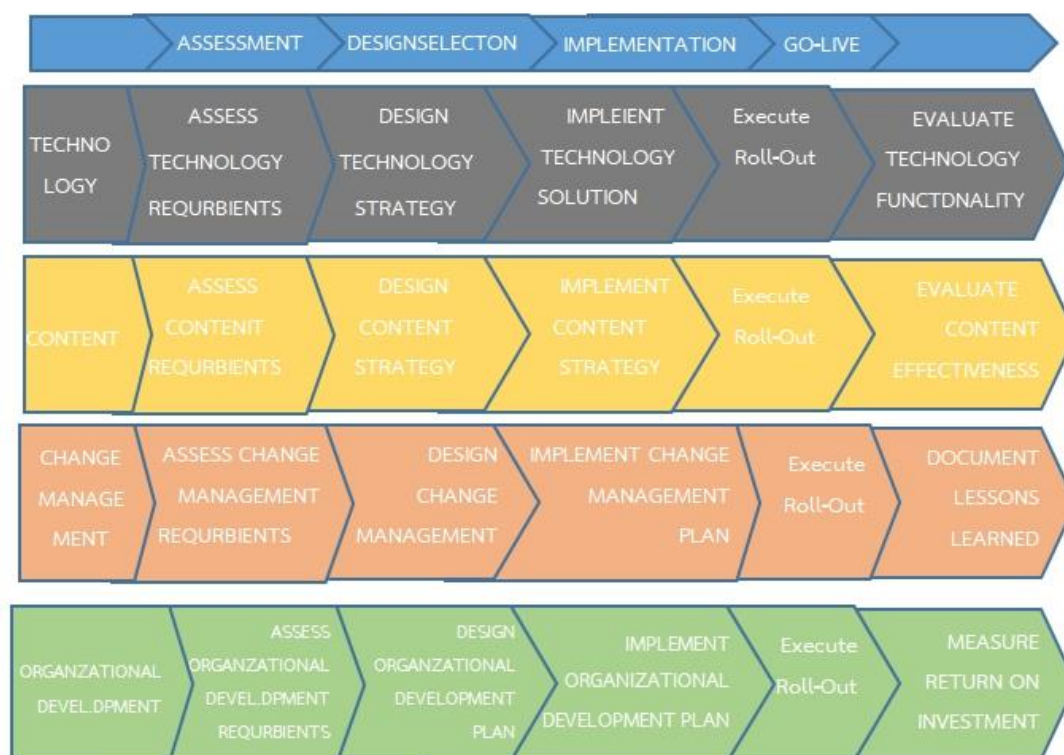 ASSESSMENT
DESIGNSELECTON
IMPLEMENTATION
GO-LIVE
TECHNO
LOGY
ASSESS
TECHNOLOGY
REQURBIENTS
DESIGN
TECHNOLOGY
STRATEGY
IMPLEIENT
TECHNOLOGY
SOLUTION
Execute
Roll-Out
EVALUATE
TECHNOLOGY
FUNCTDNALITY
CONTENT
ASSESS
CONTENIT
REQURBIENTS
DESIGN
CONTENT
STRATEGY
IMPLEMENT
CONTENT
STRATEGY
Execute
Roll-Out
EVALUATE
CONTENT
EFFECTIVENESS
CHANGE
MANAGE
MENT
ASSESS CHANGE
MANAGEMENT
REQURBIENTS
DESIGN
CHANGE
MANAGEMENT
IMPLEMENT CHANGE
MANAGEMENT
PLAN
Execute
Roll-Out
DOCUMENT
LESSONS
LEARNED
ORGANZATIONAL
DEVEL.DPMENT
ASSESS
ORGANZATIONAL
DEVEL.DPMENT
REQURBIENTS
DESIGN
ORGANZATIONAL
DEVELOPMENT
PLAN
IMPLEMENT
ORGANIZATIONAL
DEVELOPMENT PLAN
Execute
Roll-Out
MEASURE
RETURN ON
INVESTMENT